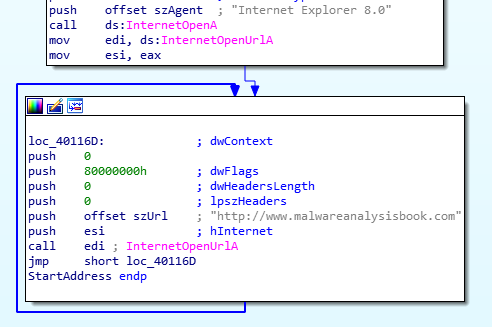 push    offset szAgent  ; "Internet Explorer 8.0"
call    ds:InternetOpenA
mov     edi, ds:InternetOpenUrlA
mov     esi, eax
loc_40116D:             ; dwContext
push    0
push    80000000h       ; dwFlags
push    0               ; dwHeadersLength
push    0               ; lpszHeaders
push    offset szUrl    ; "http://www.malwareanalysisbook.com"
push    esi             ; hInternet
call    edi ; InternetOpenUrlA
jmp     short loc_40116D
StartAddress endp